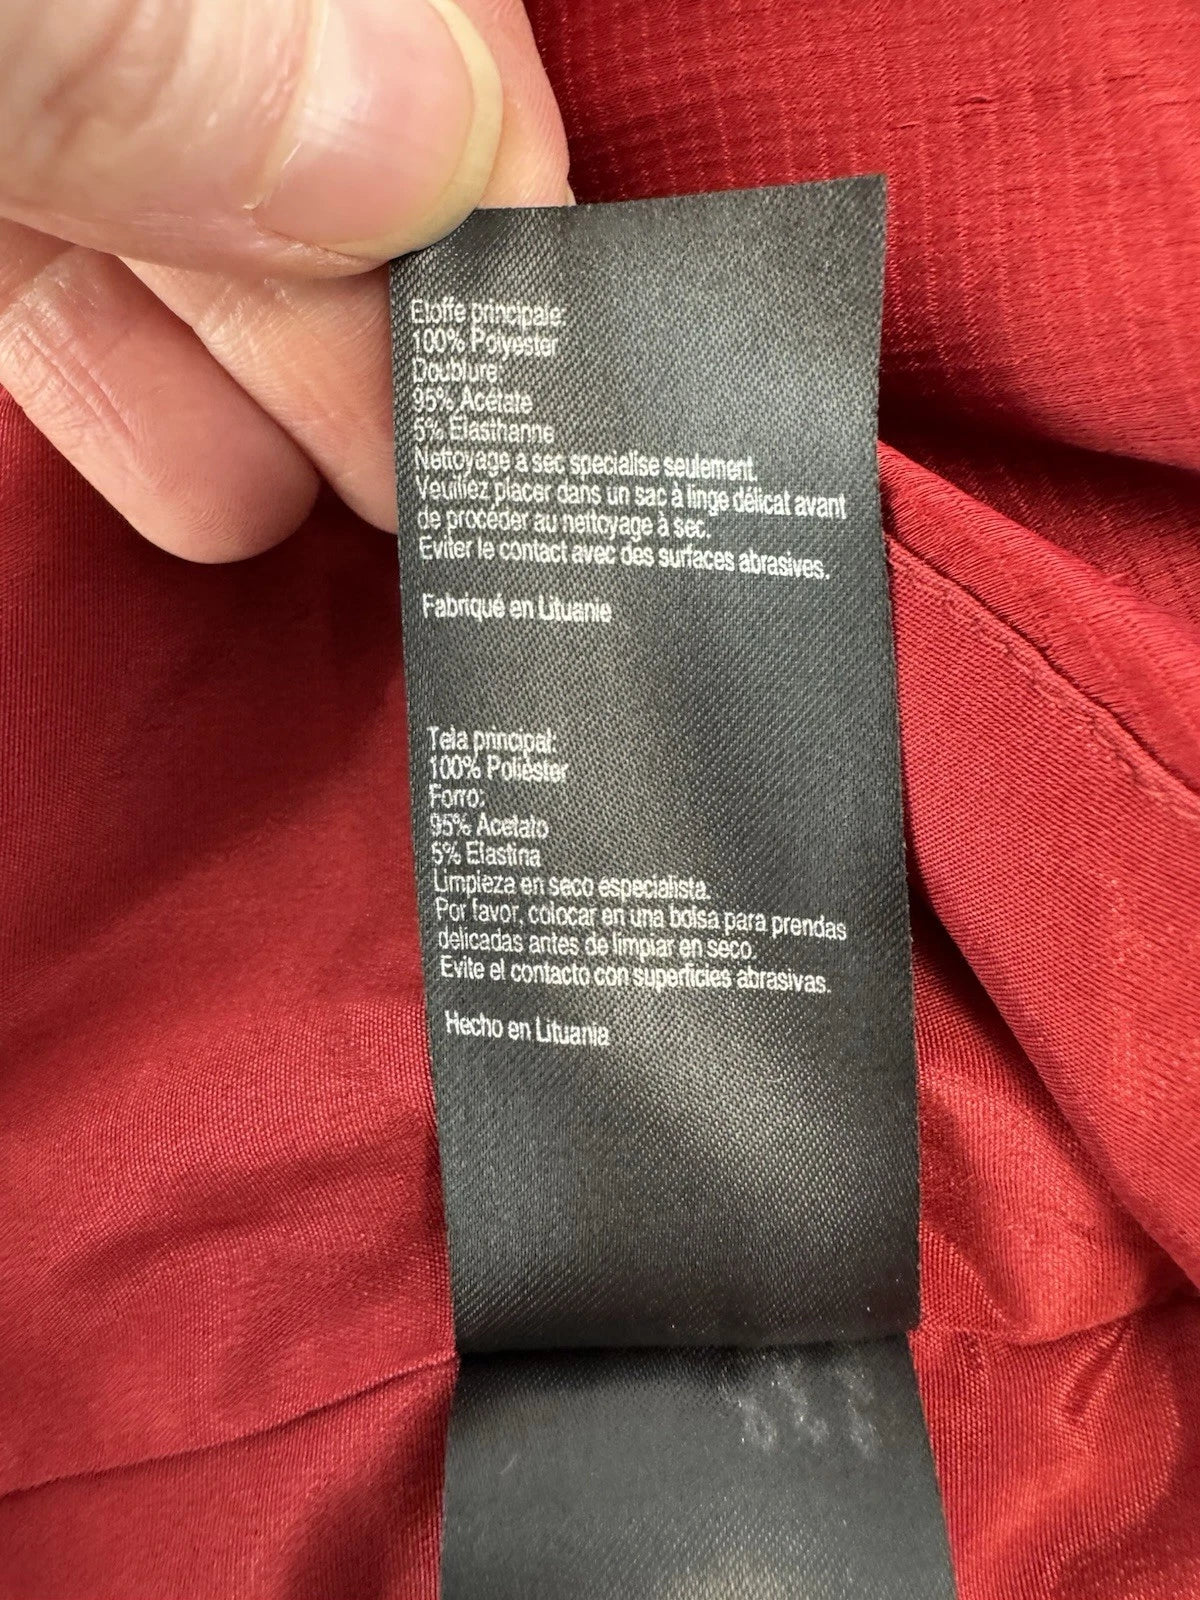 Etoffe principale:
100% Polyester
Doublure:
95% Acétate
5% Elasthanne
Nettoyage a sec specialise seulement.
Veuillez placer dans un sac à linge délicat avant
de procéder au nettoyage à sec.
Eviter le contact avec des surfaces abrasives.
Fabriqué en Lituanie
Tela principal:
100% Poliéster
Forro:
95% Acetato
5% Elastina
Limpieza en seco especialista.
Por favor, colocar en una bolsa para prendas
delicadas antes de limpiar en seco.
Evite el contacto con superficies abrasivas.
Hecho en Lituania